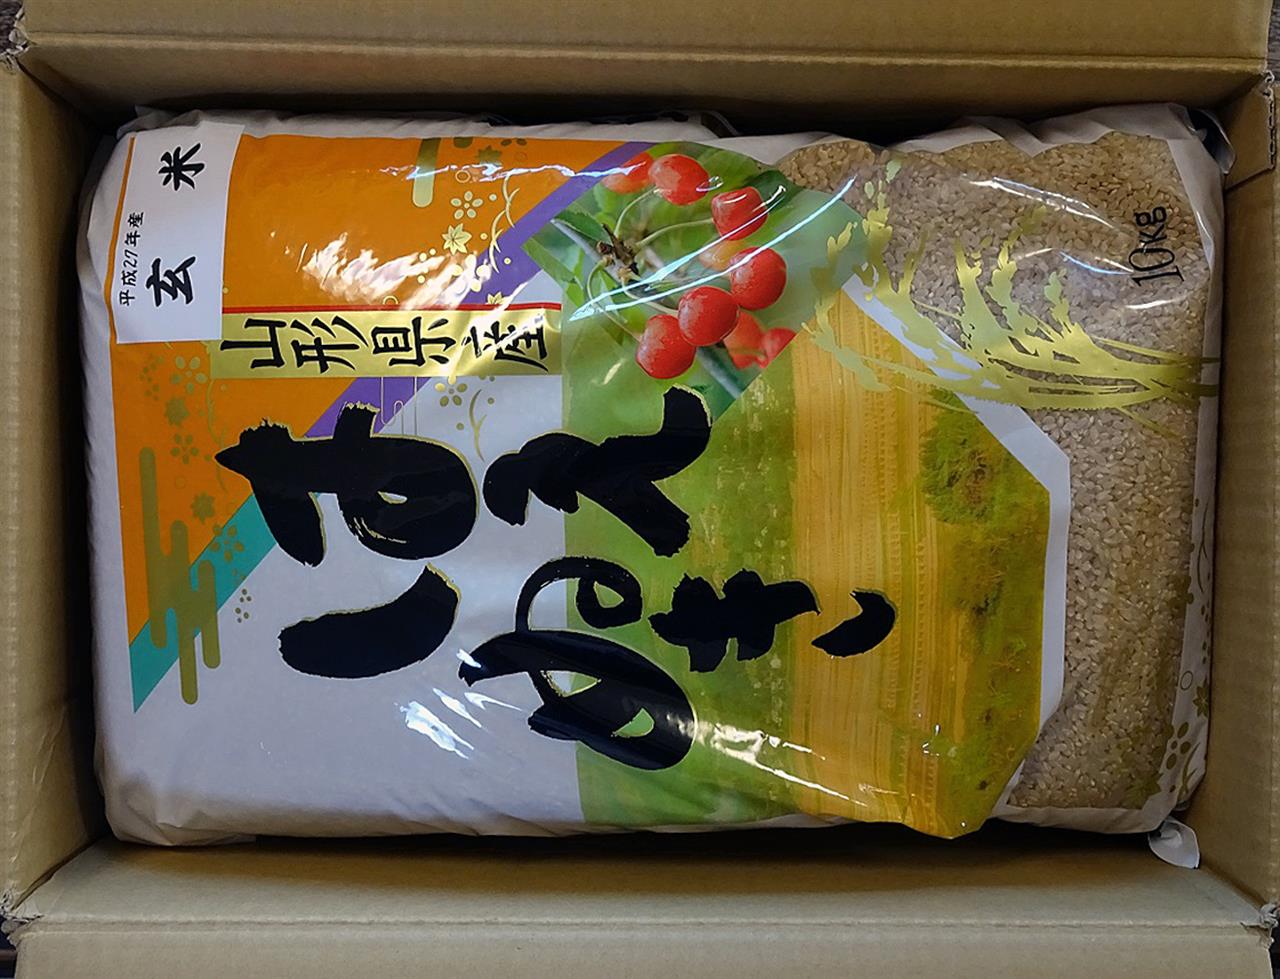 平成27年産
玄米
山形県産
はえぬき
10kg